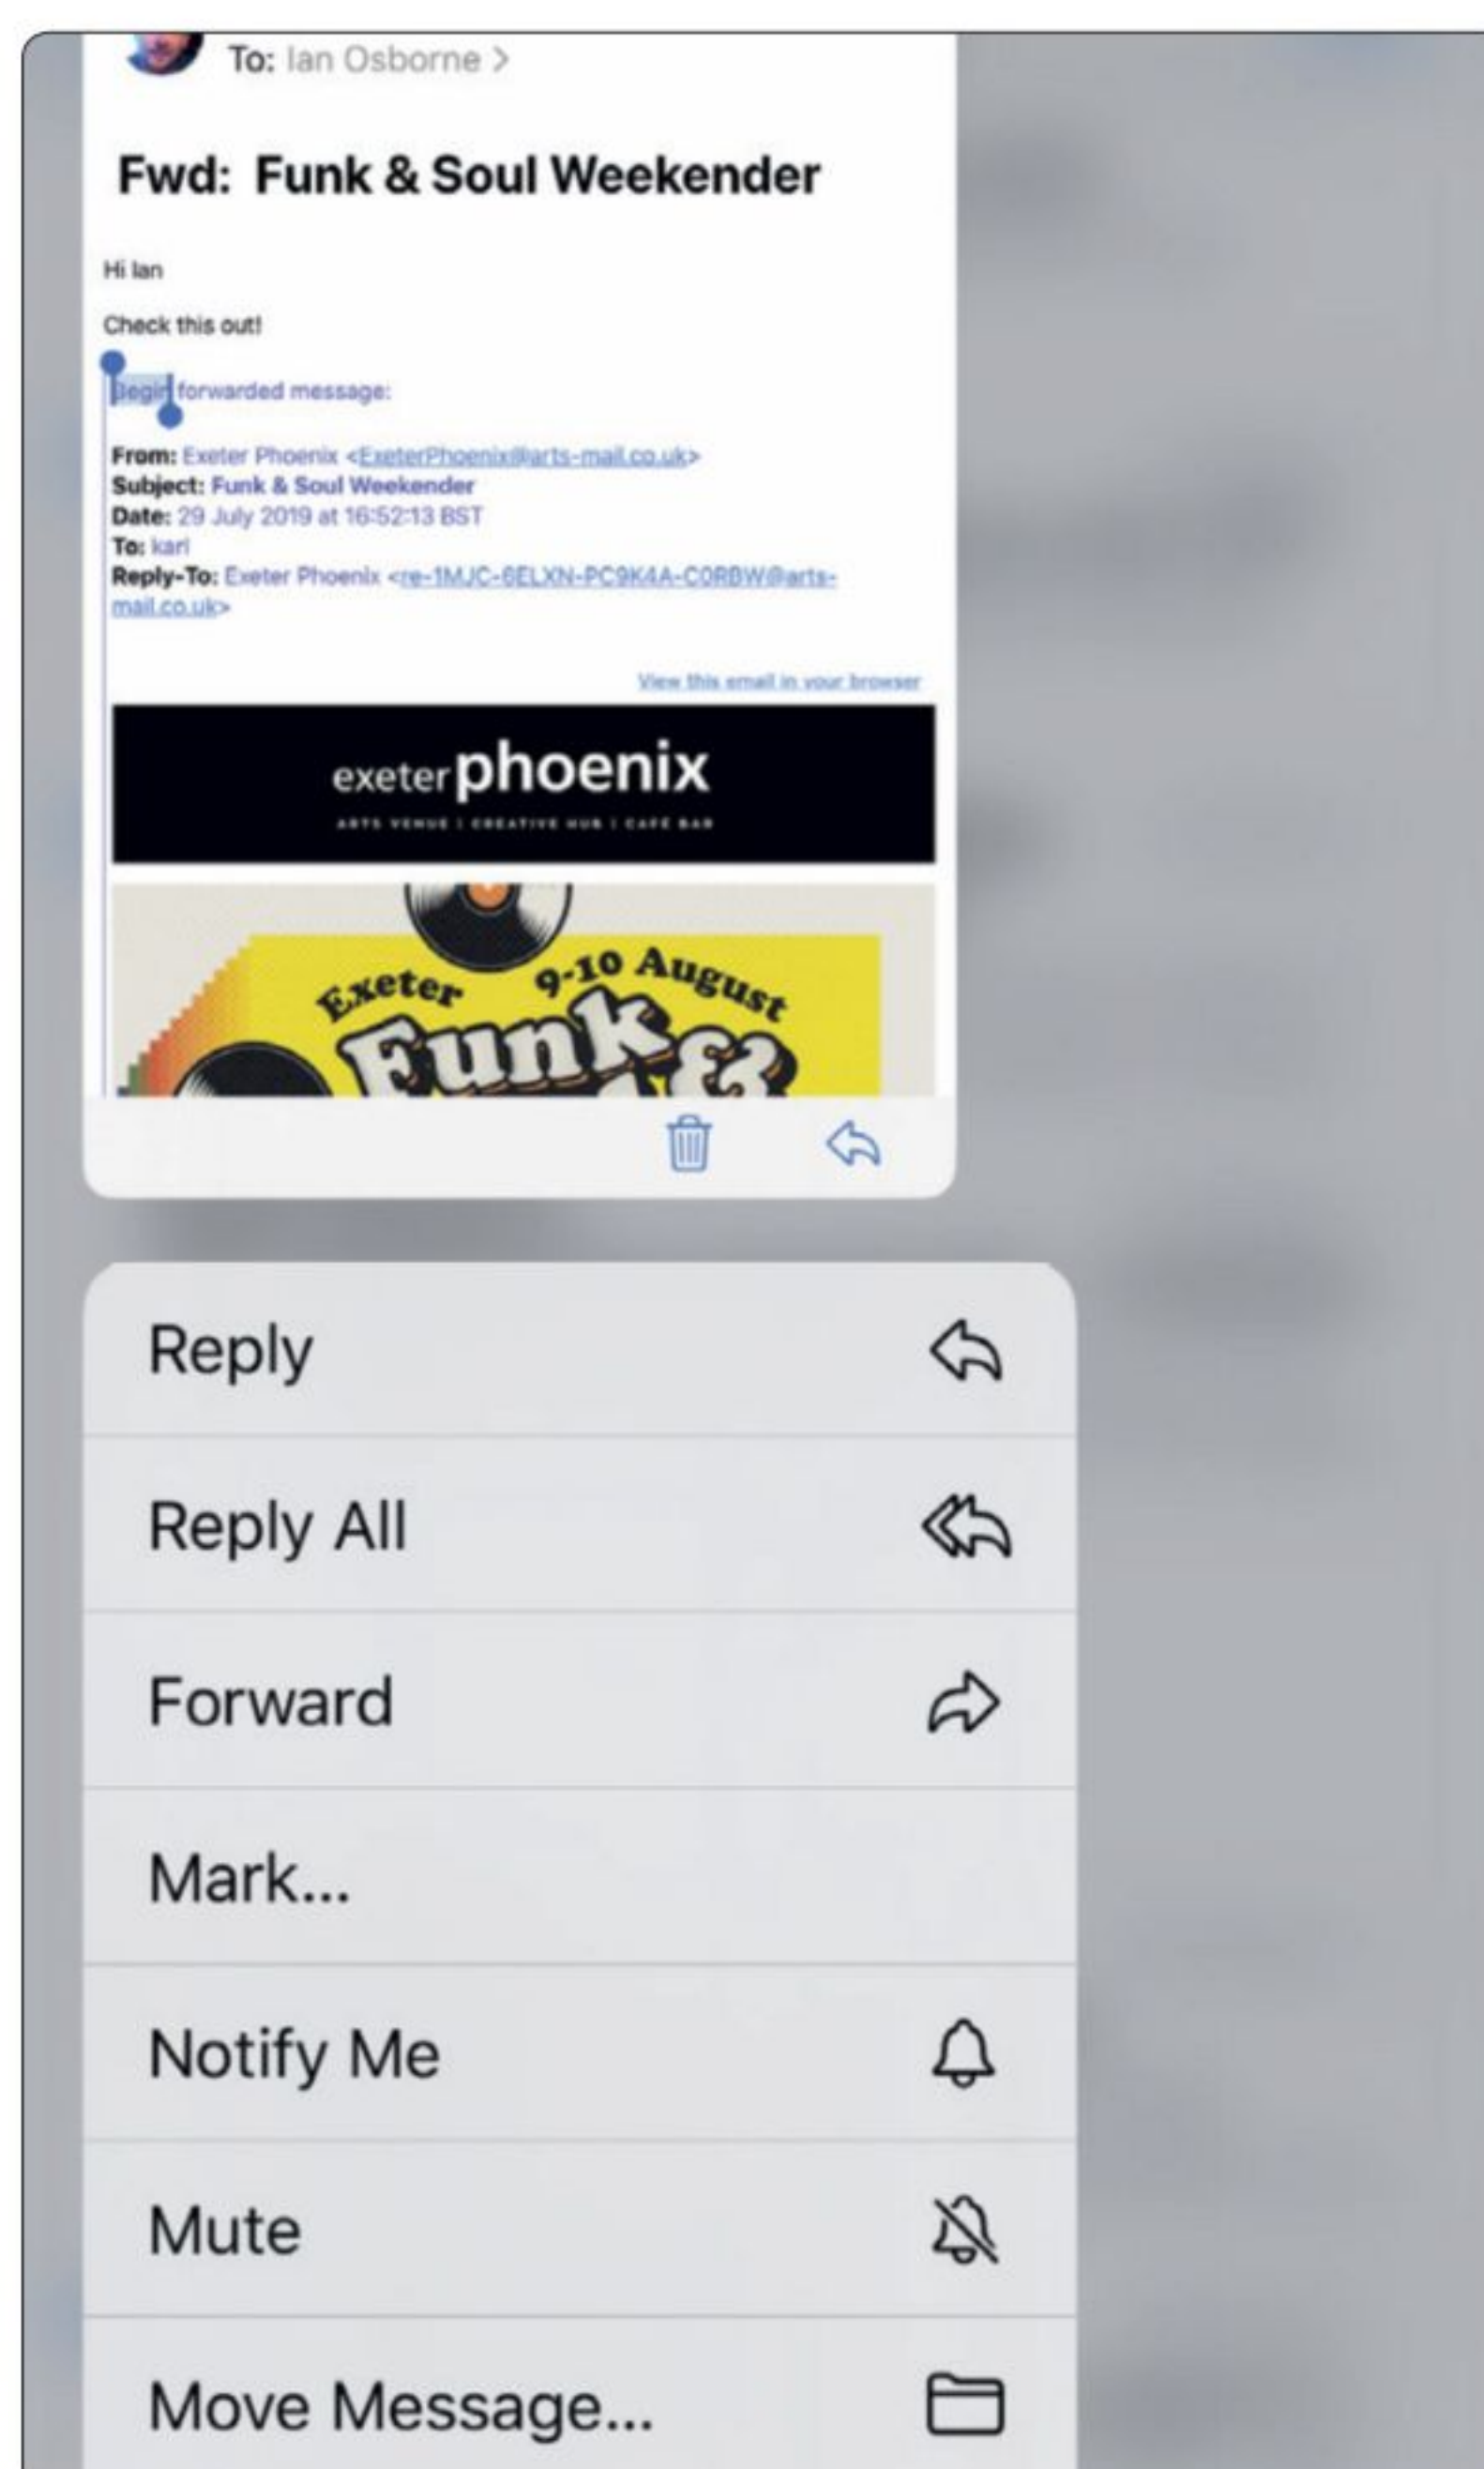 To: Ian Osborne >
Fwd: Funk & Soul Weekender
Hi Ian
Check this out!
Begin forwarded message:
From: Exeter Phoenix <ExeterPhoenix@arts-mail.co.uk>
Subject: Funk & Soul Weekender
Date: 29 July 2019 at 16:52:13 BST
To: karl
Reply-To: Exeter Phoenix <re-1MJC-6ELXN-PC9K4A-C0RBW@arts-
mail.co.uk>
View this email in your browser
exeter phoenix
ARTS VENUE | CREATIVE HUB | CAFÉ BAR
Exeter 9-10 August
Funk &
Reply
Reply All
Forward
Mark...
Notify Me
Mute
Move Message...